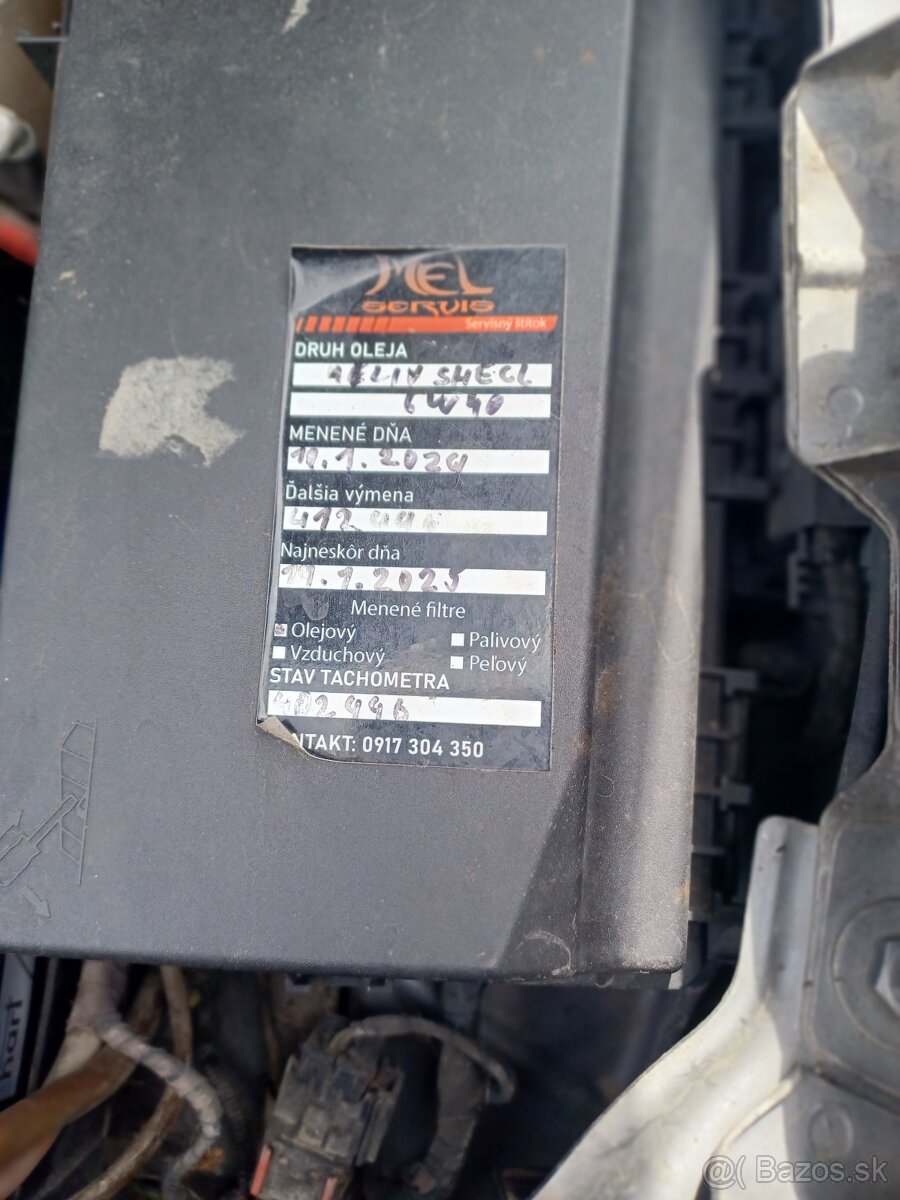 MEL
SERVIS
Servisný štítok
DRUH OLEJA
SHELL
MENENÉ DŇA
19.1.2024
Ďalšia výmena
Najneskôr dňa
19.1.2025
Menené filtre
Olejový
Palivový
Vzduchový
Peľový
STAV TACHOMETRA
NTAKT: 0917 304 350
hart
Bazos.sk